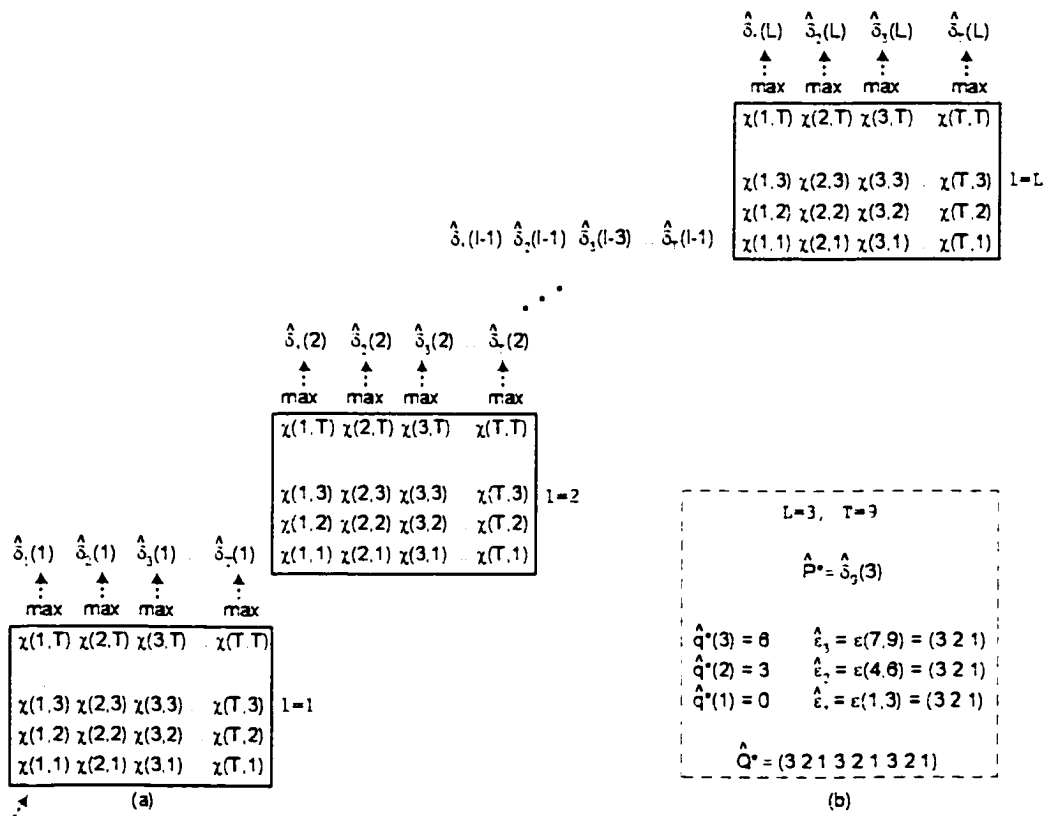 δ̂₁(L) δ̂₂(L) δ̂₃(L) δ̂_T(L)
max max max max
χ(1,T) χ(2,T) χ(3,T) χ(T,T)
χ(1,3) χ(2,3) χ(3,3) .. χ(T,3) l=L
χ(1,2) χ(2,2) χ(3,2) χ(T,2)
χ(1,1) χ(2,1) χ(3,1) χ(T,1)
δ̂₁(l-1) δ̂₂(l-1) δ̂₃(l-3) .. δ̂_T(l-1)
. . .
δ̂₁(2) δ̂₂(2) δ̂₃(2) .. δ̂_T(2)
max max max max
χ(1,T) χ(2,T) χ(3,T) χ(T,T)
χ(1,3) χ(2,3) χ(3,3) χ(T,3) l=2
χ(1,2) χ(2,2) χ(3,2) .. χ(T,2)
χ(1,1) χ(2,1) χ(3,1) .. χ(T,1)
δ̂₁(1) δ̂₂(1) δ̂₃(1) .. δ̂_T(1)
max max max max
χ(1,T) χ(2,T) χ(3,T) .. χ(T,T)
χ(1,3) χ(2,3) χ(3,3) .. χ(T,3) l=1
χ(1,2) χ(2,2) χ(3,2) .. χ(T,2)
χ(1,1) χ(2,1) χ(3,1) .. χ(T,1)
(a)
L=3, T=9
P̂* = δ̂₉(3)
q̂*(3) = 6 ε̂₃ = ε(7,9) = (3 2 1)
q̂*(2) = 3 ε̂₂ = ε(4,6) = (3 2 1)
q̂*(1) = 0 ε̂₁ = ε(1,3) = (3 2 1)
Q̂* = (3 2 1 3 2 1 3 2 1)
(b)